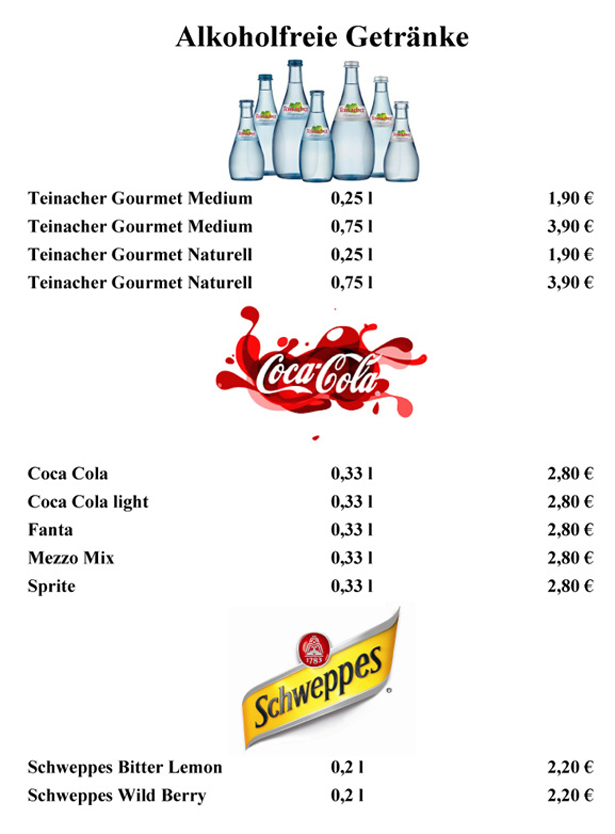 Alkoholfreie Getränke
Teinacher Gourmet Medium 0,25 l 1,90 €
Teinacher Gourmet Medium 0,75 l 3,90 €
Teinacher Gourmet Naturell 0,25 l 1,90 €
Teinacher Gourmet Naturell 0,75 l 3,90 €
Coca-Cola
Coca Cola 0,33 l 2,80 €
Coca Cola light 0,33 l 2,80 €
Fanta 0,33 l 2,80 €
Mezzo Mix 0,33 l 2,80 €
Sprite 0,33 l 2,80 €
1783
Schweppes
Schweppes Bitter Lemon 0,2 l 2,20 €
Schweppes Wild Berry 0,2 l 2,20 €